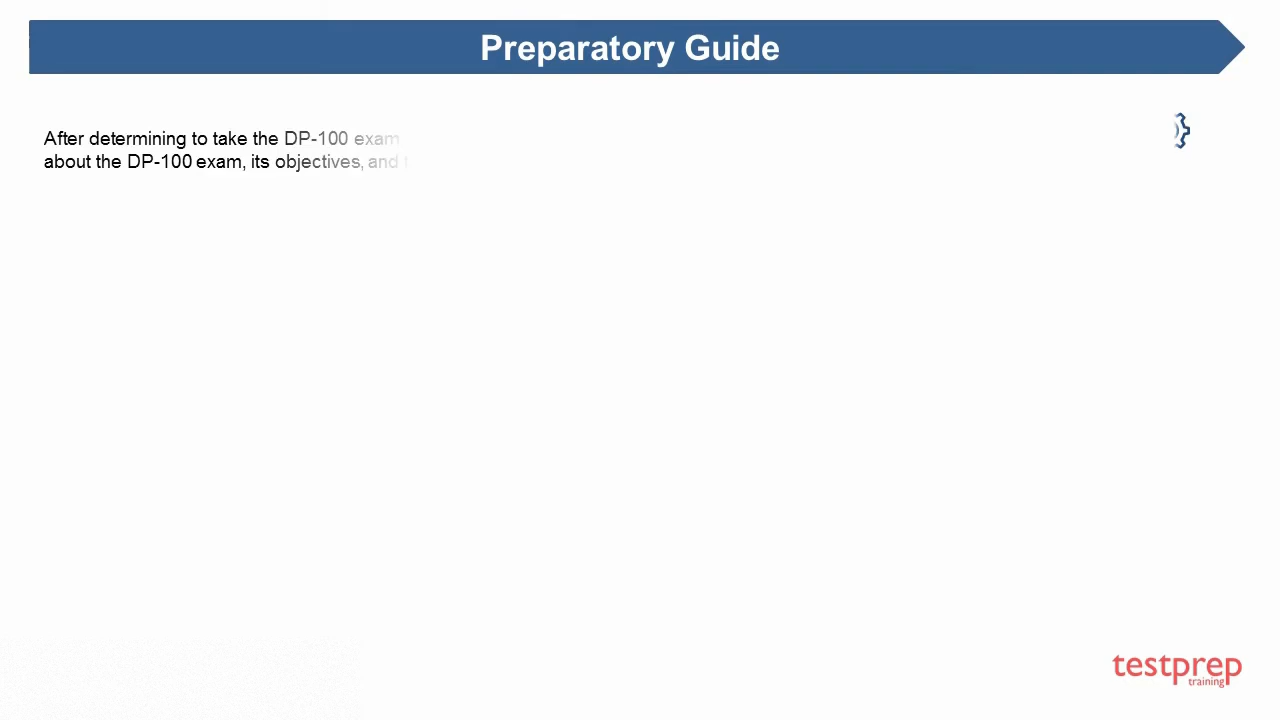 Preparatory Guide
After determining to take the DP-100 exam
about the DP-100 exam, its objectives, and
testprep
training